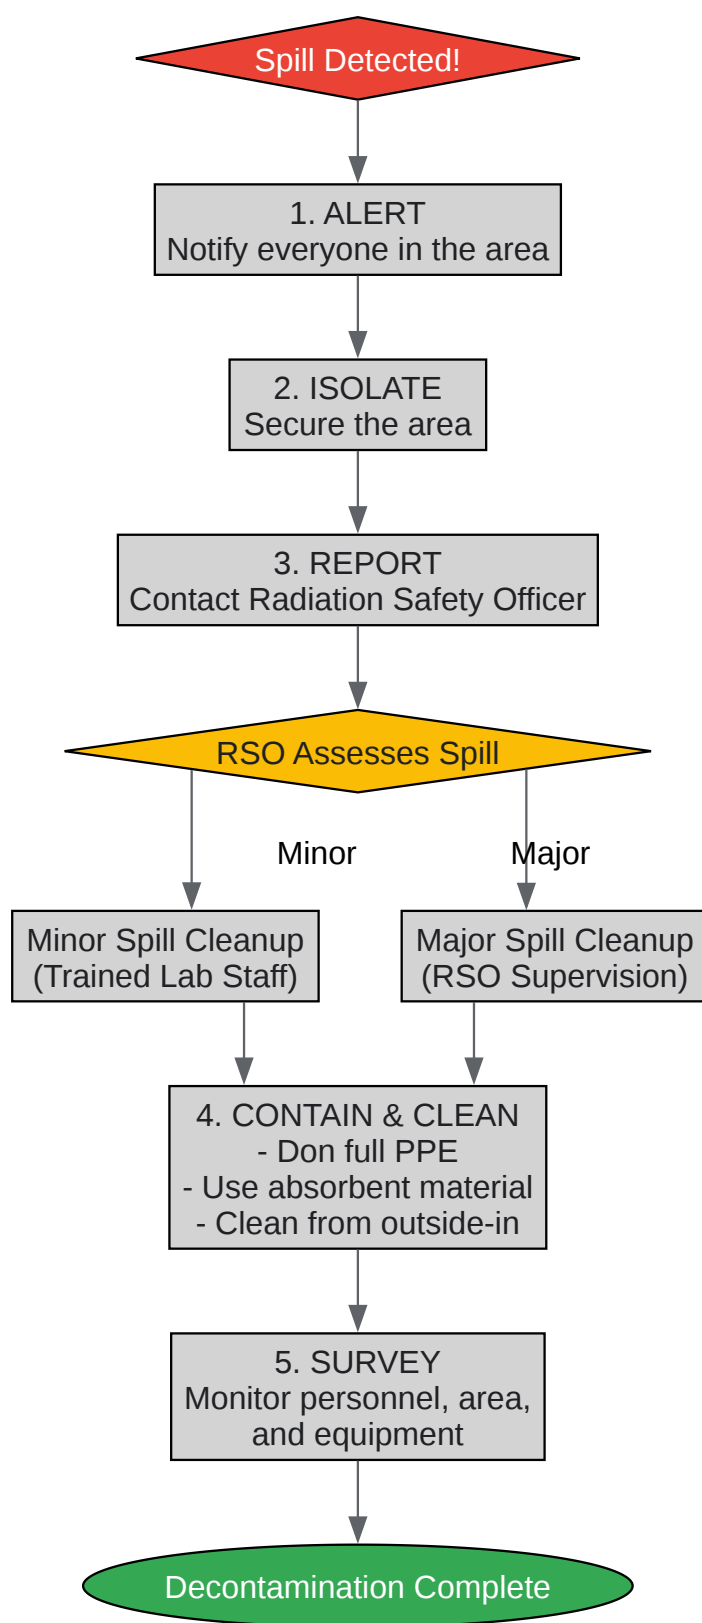 Spill Detected!
1. ALERT
Notify everyone in the area
2. ISOLATE
Secure the area
3. REPORT
Contact Radiation Safety Officer
RSO Assesses Spill
Minor
Major
Minor Spill Cleanup
(Trained Lab Staff)
Major Spill Cleanup
(RSO Supervision)
4. CONTAIN & CLEAN
- Don full PPE
- Use absorbent material
- Clean from outside-in
5. SURVEY
Monitor personnel, area,
and equipment
Decontamination Complete